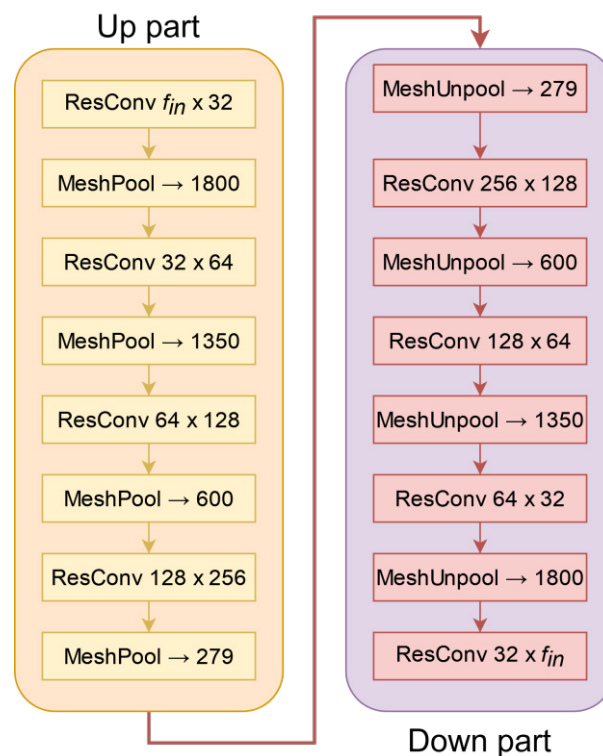 Up part
ResConv f_in x 32
MeshPool → 1800
ResConv 32 x 64
MeshPool → 1350
ResConv 64 x 128
MeshPool → 600
ResConv 128 x 256
MeshPool → 279
MeshUnpool → 279
ResConv 256 x 128
MeshUnpool → 600
ResConv 128 x 64
MeshUnpool → 1350
ResConv 64 x 32
MeshUnpool → 1800
ResConv 32 x f_in
Down part